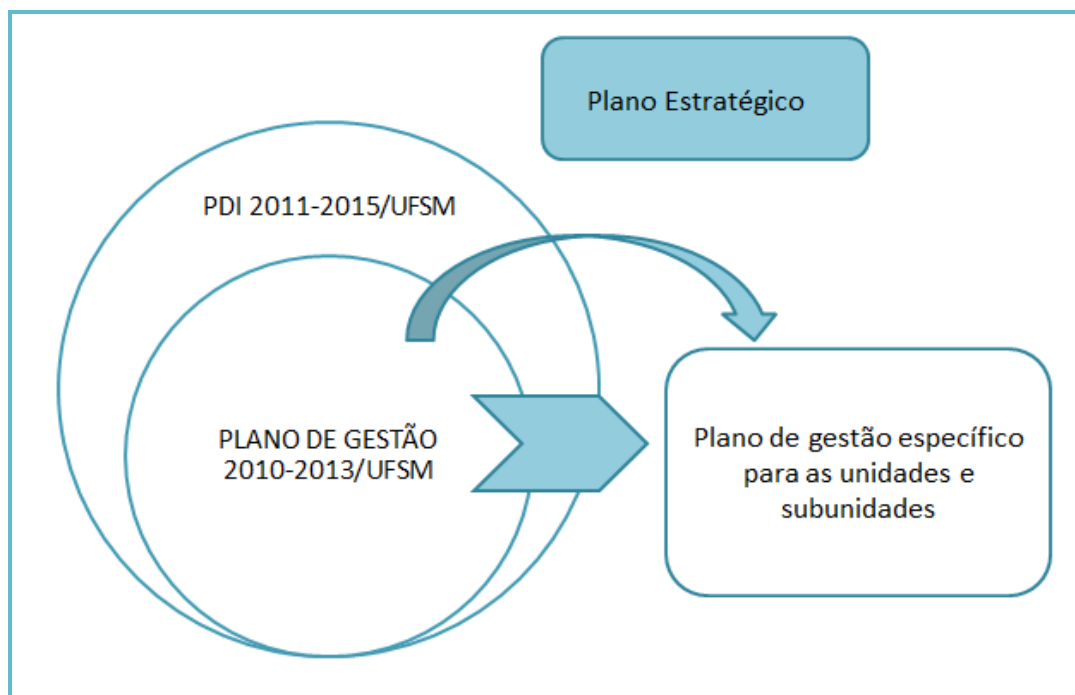 Plano Estratégico
PDI 2011-2015/UFSM
PLANO DE GESTÃO
2010-2013/UFSM
Plano de gestão específico
para as unidades e
subunidades